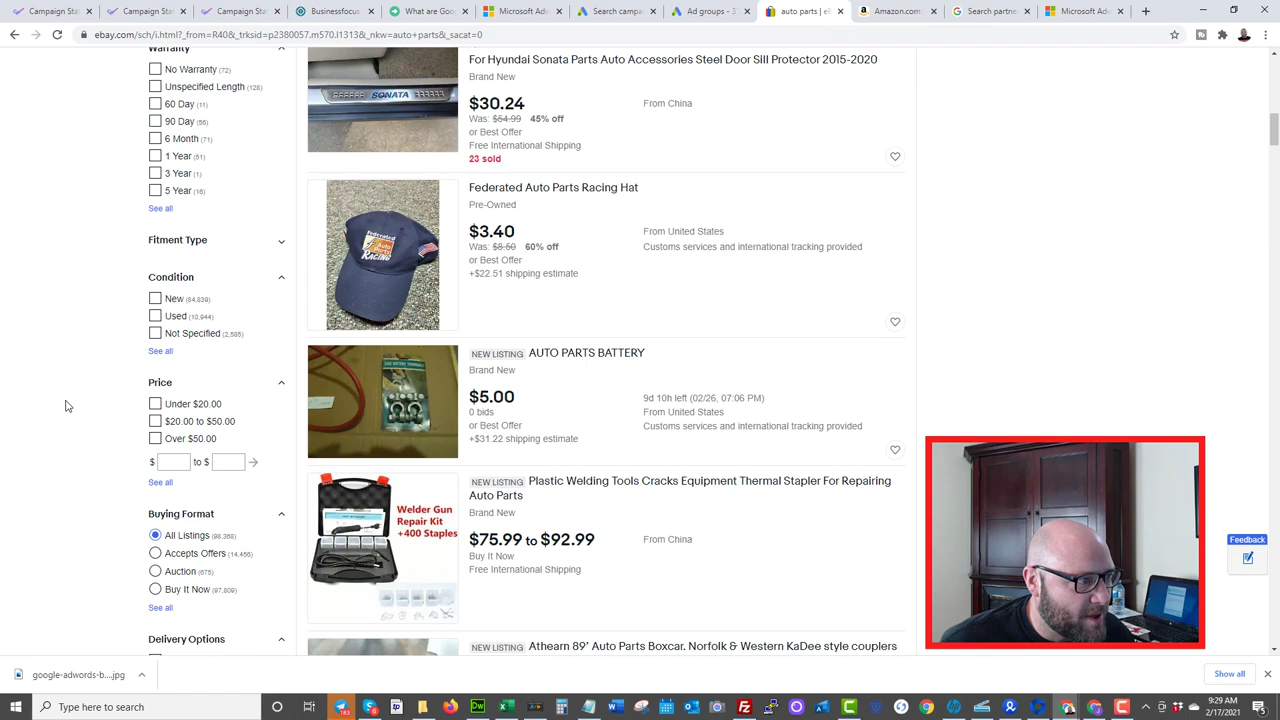 Campaign Stat
Campaign Stat
Campaign Stat
Businessfocus
What are Goo
Microsoft Adv
Search campa
Ad groups - 3
auto parts | eB
Amazon.com
Search partner
Microsoft Adv
ebay.com/sch/i.html?_from=R40&_trksid=p2380057.m570.l1313&_nkw=auto+parts&_sacat=0
Warranty
No Warranty (72)
Unspecified Length (128)
60 Day (11)
90 Day (56)
6 Month (71)
1 Year (51)
3 Year (1)
5 Year (16)
See all
Fitment Type
Condition
New (84,839)
Used (10,944)
Not Specified (2,585)
See all
Price
Under $20.00
$20.00 to $50.00
Over $50.00
$ to $
See all
Buying Format
All Listings (98,368)
Accepts Offers (14,456)
Auction (675)
Buy It Now (97,809)
See all
Delivery Options
SONATA
For Hyundai Sonata Parts Auto Accessories Steel Door Sill Protector 2015-2020
Brand New
$30.24
From China
Was: $54.99 45% off
or Best Offer
Free International Shipping
23 sold
Federated
Auto
Parts
RACING
Federated Auto Parts Racing Hat
Pre-Owned
$3.40
From United States
Was: $8.50 60% off
Customs services and international tracking provided
or Best Offer
+$22.51 shipping estimate
NEW LISTING AUTO PARTS BATTERY
Brand New
$5.00
9d 10h left (02/26, 07:06 PM)
0 bids
From United States
or Best Offer
Customs services and international tracking provided
+$31.22 shipping estimate
Welder Gun
Repair Kit
+400 Staples
NEW LISTING Plastic Welding Tools Cracks Equipment Thermal Stapler For Repairing
Auto Parts
Brand New
$75.99 to $92.99
From China
Buy It Now
Free International Shipping
NEW LISTING Athearn 89' Auto Parts Boxcar. Norfolk & Western KaDee style couplers
Feedback
google-adwords-b....jpg
Show all
Type here to search
9:29 AM
2/17/2021